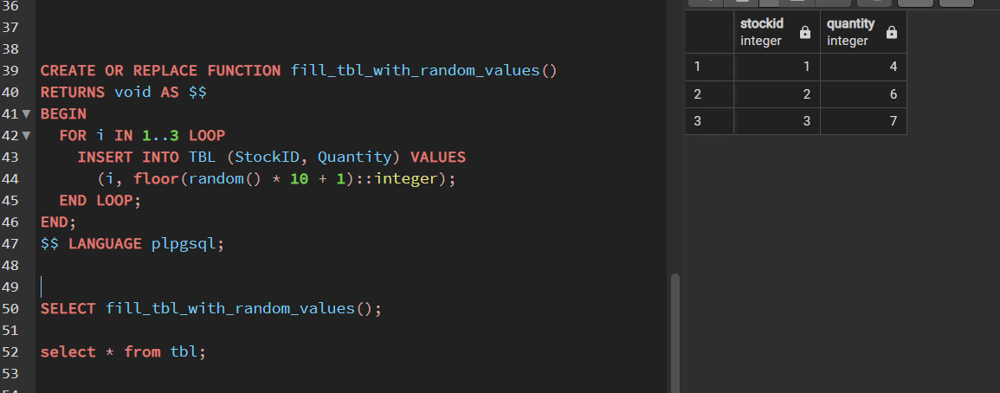 36
37
38
39 CREATE OR REPLACE FUNCTION fill_tbl_with_random_values()
40 RETURNS void AS $$
41 BEGIN
42 FOR i IN 1..3 LOOP
43 INSERT INTO TBL (StockID, Quantity) VALUES
44 (i, floor(random() * 10 + 1)::integer);
45 END LOOP;
46 END;
47 $$ LANGUAGE plpgsql;
48
49
50 SELECT fill_tbl_with_random_values();
51
52 select * from tbl;
53
stockid quantity
integer integer
1 1 4
2 2 6
3 3 7